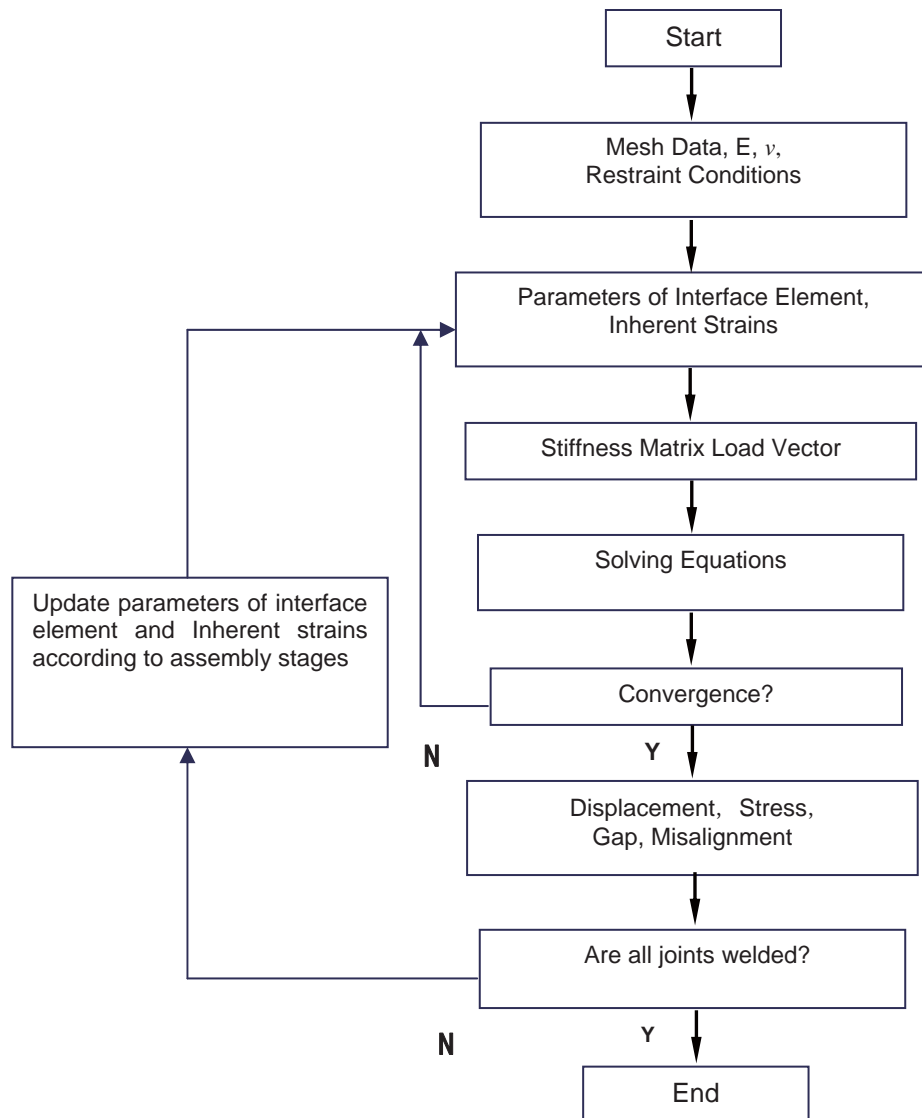 Start
Mesh Data, E, ν,
Restraint Conditions
Parameters of Interface Element,
Inherent Strains
Stiffness Matrix Load Vector
Solving Equations
Update parameters of interface
element and Inherent strains
according to assembly stages
Convergence?
N
Y
Displacement, Stress,
Gap, Misalignment
Are all joints welded?
N
Y
End